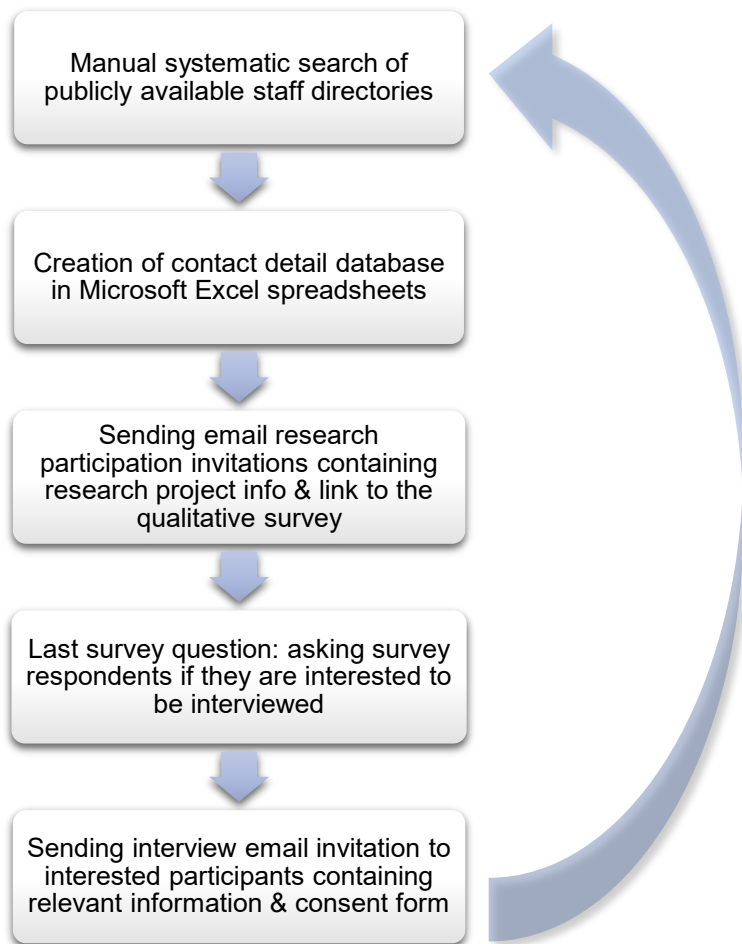 Manual systematic search of
publicly available staff directories
Creation of contact detail database
in Microsoft Excel spreadsheets
Sending email research
participation invitations containing
research project info & link to the
qualitative survey
Last survey question: asking survey
respondents if they are interested to
be interviewed
Sending interview email invitation to
interested participants containing
relevant information & consent form